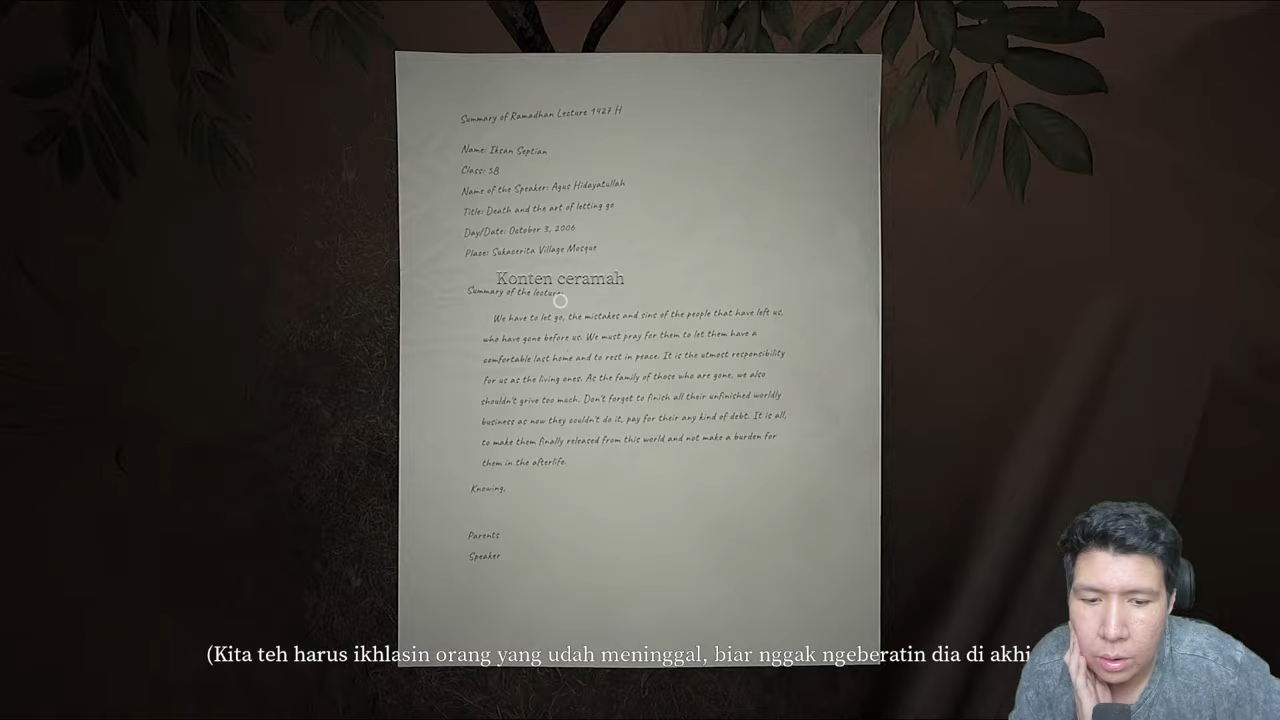 Summary of Ramadhan Lecture 1427 H
Name: Iksan Septian
Class: 5B
Name of the Speaker: Agus Hidayatullah
Title: Death and the art of letting go
Day/Date: October 3, 2006
Place: Sukacerita Village Mosque
Konten ceramah
Summary of the lecture:
We have to let go, the mistakes and sins of the people that have left us,
who have gone before us. We must pray for them to let them have a
comfortable last home and to rest in peace. It is the utmost responsibility
for us as the living ones. As the family of those who are gone, we also
shouldn't grive too much. Don't forget to finish all their unfinished worldly
business as now they couldn't do it, pay for their any kind of debt. It is all,
to make them finally released from this world and not make a burden for
them in the afterlife.
Knowing,
Parents
Speaker
(Kita teh harus ikhlasin orang yang udah meninggal, biar nggak ngeberatin dia di akhi